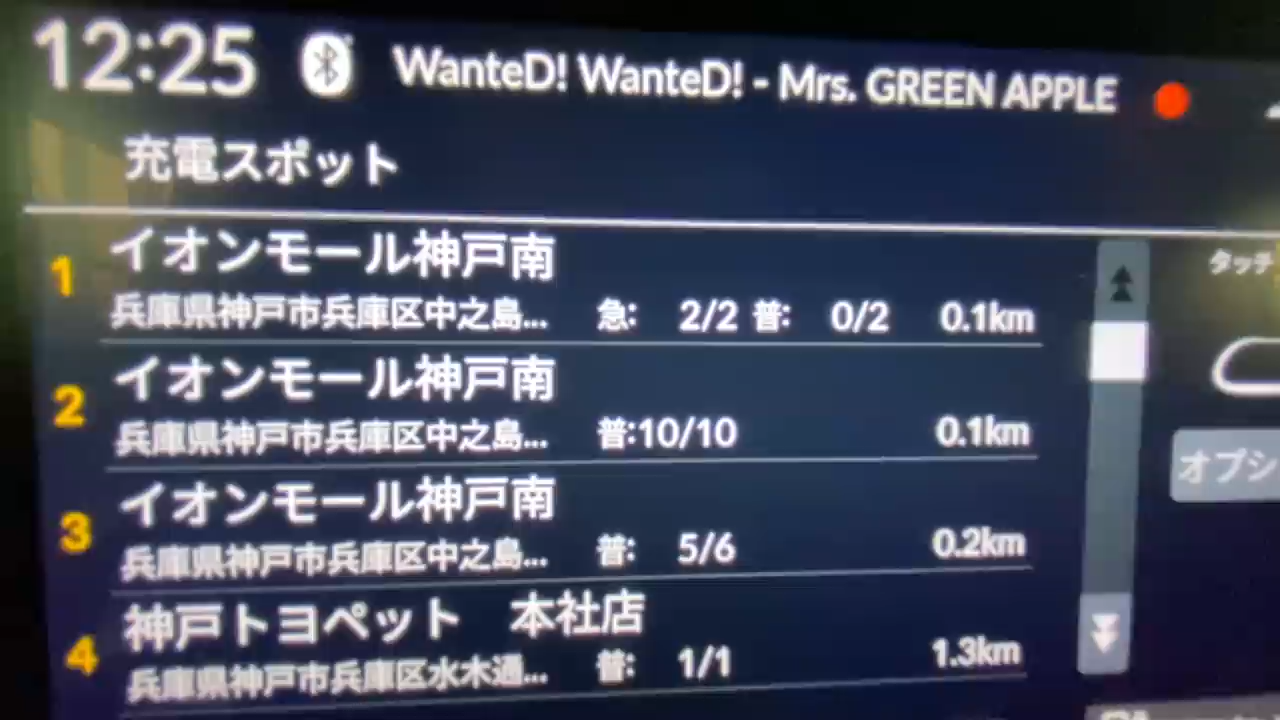 12:25 WanteD! WanteD! - Mrs. GREEN APPLE
充電スポット
1 イオンモール神戸南
兵庫県神戸市兵庫区中之島... 急: 2/2 普: 0/2 0.1km
タッチ
2 イオンモール神戸南
兵庫県神戸市兵庫区中之島... 普:10/10 0.1km
オプシ
3 イオンモール神戸南
兵庫県神戸市兵庫区中之島... 普: 5/6 0.2km
4 神戸トヨペット 本社店
兵庫県神戸市兵庫区水木通... 普: 1/1 1.3km